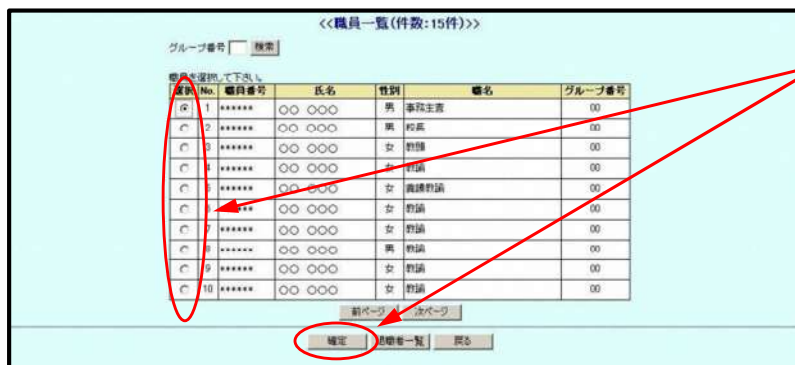 <<職員一覧(件数:15件)>>
グループ番号 検索
職員を選択して下さい。
選択 No. 職員番号 氏名 性別 職名 グループ番号
1 ****** ○○ ○○○ 男 事務主査 00
2 ****** ○○ ○○○ 男 校長 00
3 ****** ○○ ○○○ 女 教頭 00
4 ****** ○○ ○○○ 女 教諭 00
5 ****** ○○ ○○○ 女 養護教諭 00
6 ****** ○○ ○○○ 女 教諭 00
7 ****** ○○ ○○○ 女 教諭 00
8 ****** ○○ ○○○ 男 教諭 00
9 ****** ○○ ○○○ 女 教諭 00
10 ****** ○○ ○○○ 女 教諭 00
前ページ 次ページ
確定 退職者一覧 戻る